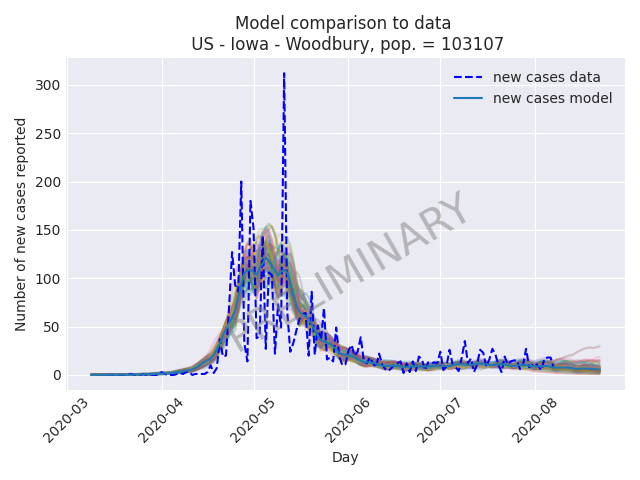 Model comparison to data
US - Iowa - Woodbury, pop. = 103107
new cases data
new cases model
Number of new cases reported
300
250
200
150
100
50
0
PRELIMINARY
2020-03
2020-04
2020-05
2020-06
2020-07
2020-08
Day